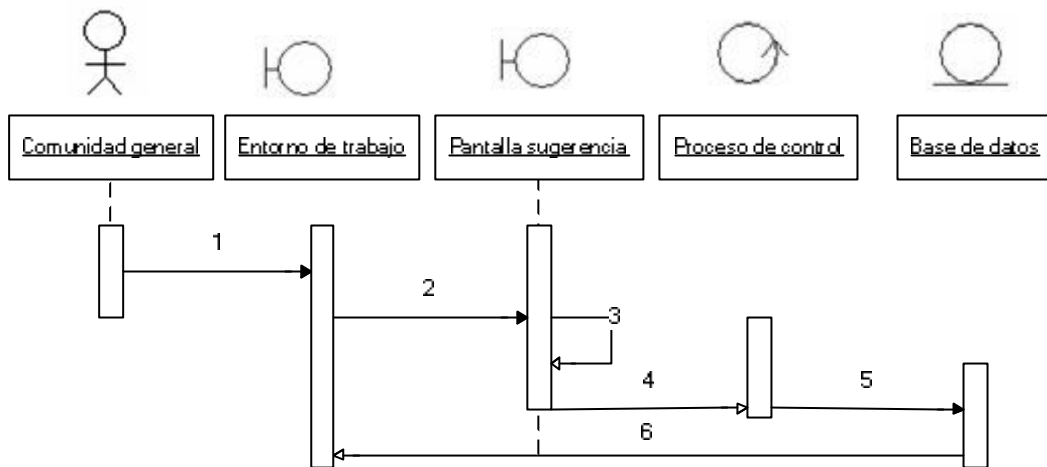 Comunidad general
Entorno de trabajo
Pantalla sugerencia
Proceso de control
Base de datos
1
2
3
4
5
6